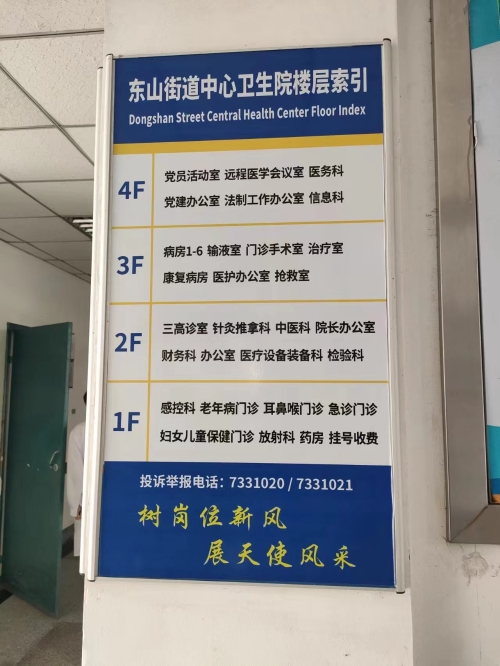 东山街道中心卫生院楼层索引
Dongshan Street Central Health Center Floor Index
4F
党员活动室 远程医学会议室 医务科
党建办公室 法制工作办公室 信息科
3F
病房1-6 输液室 门诊手术室 治疗室
康复病房 医护办公室 抢救室
2F
三高诊室 针灸推拿科 中医科 院长办公室
财务科 办公室 医疗设备装备科 检验科
1F
感控科 老年病门诊 耳鼻喉门诊 急诊门诊
妇女儿童保健门诊 放射科 药房 挂号收费
投诉举报电话：7331020 / 7331021
树岗位新风
展天使风采